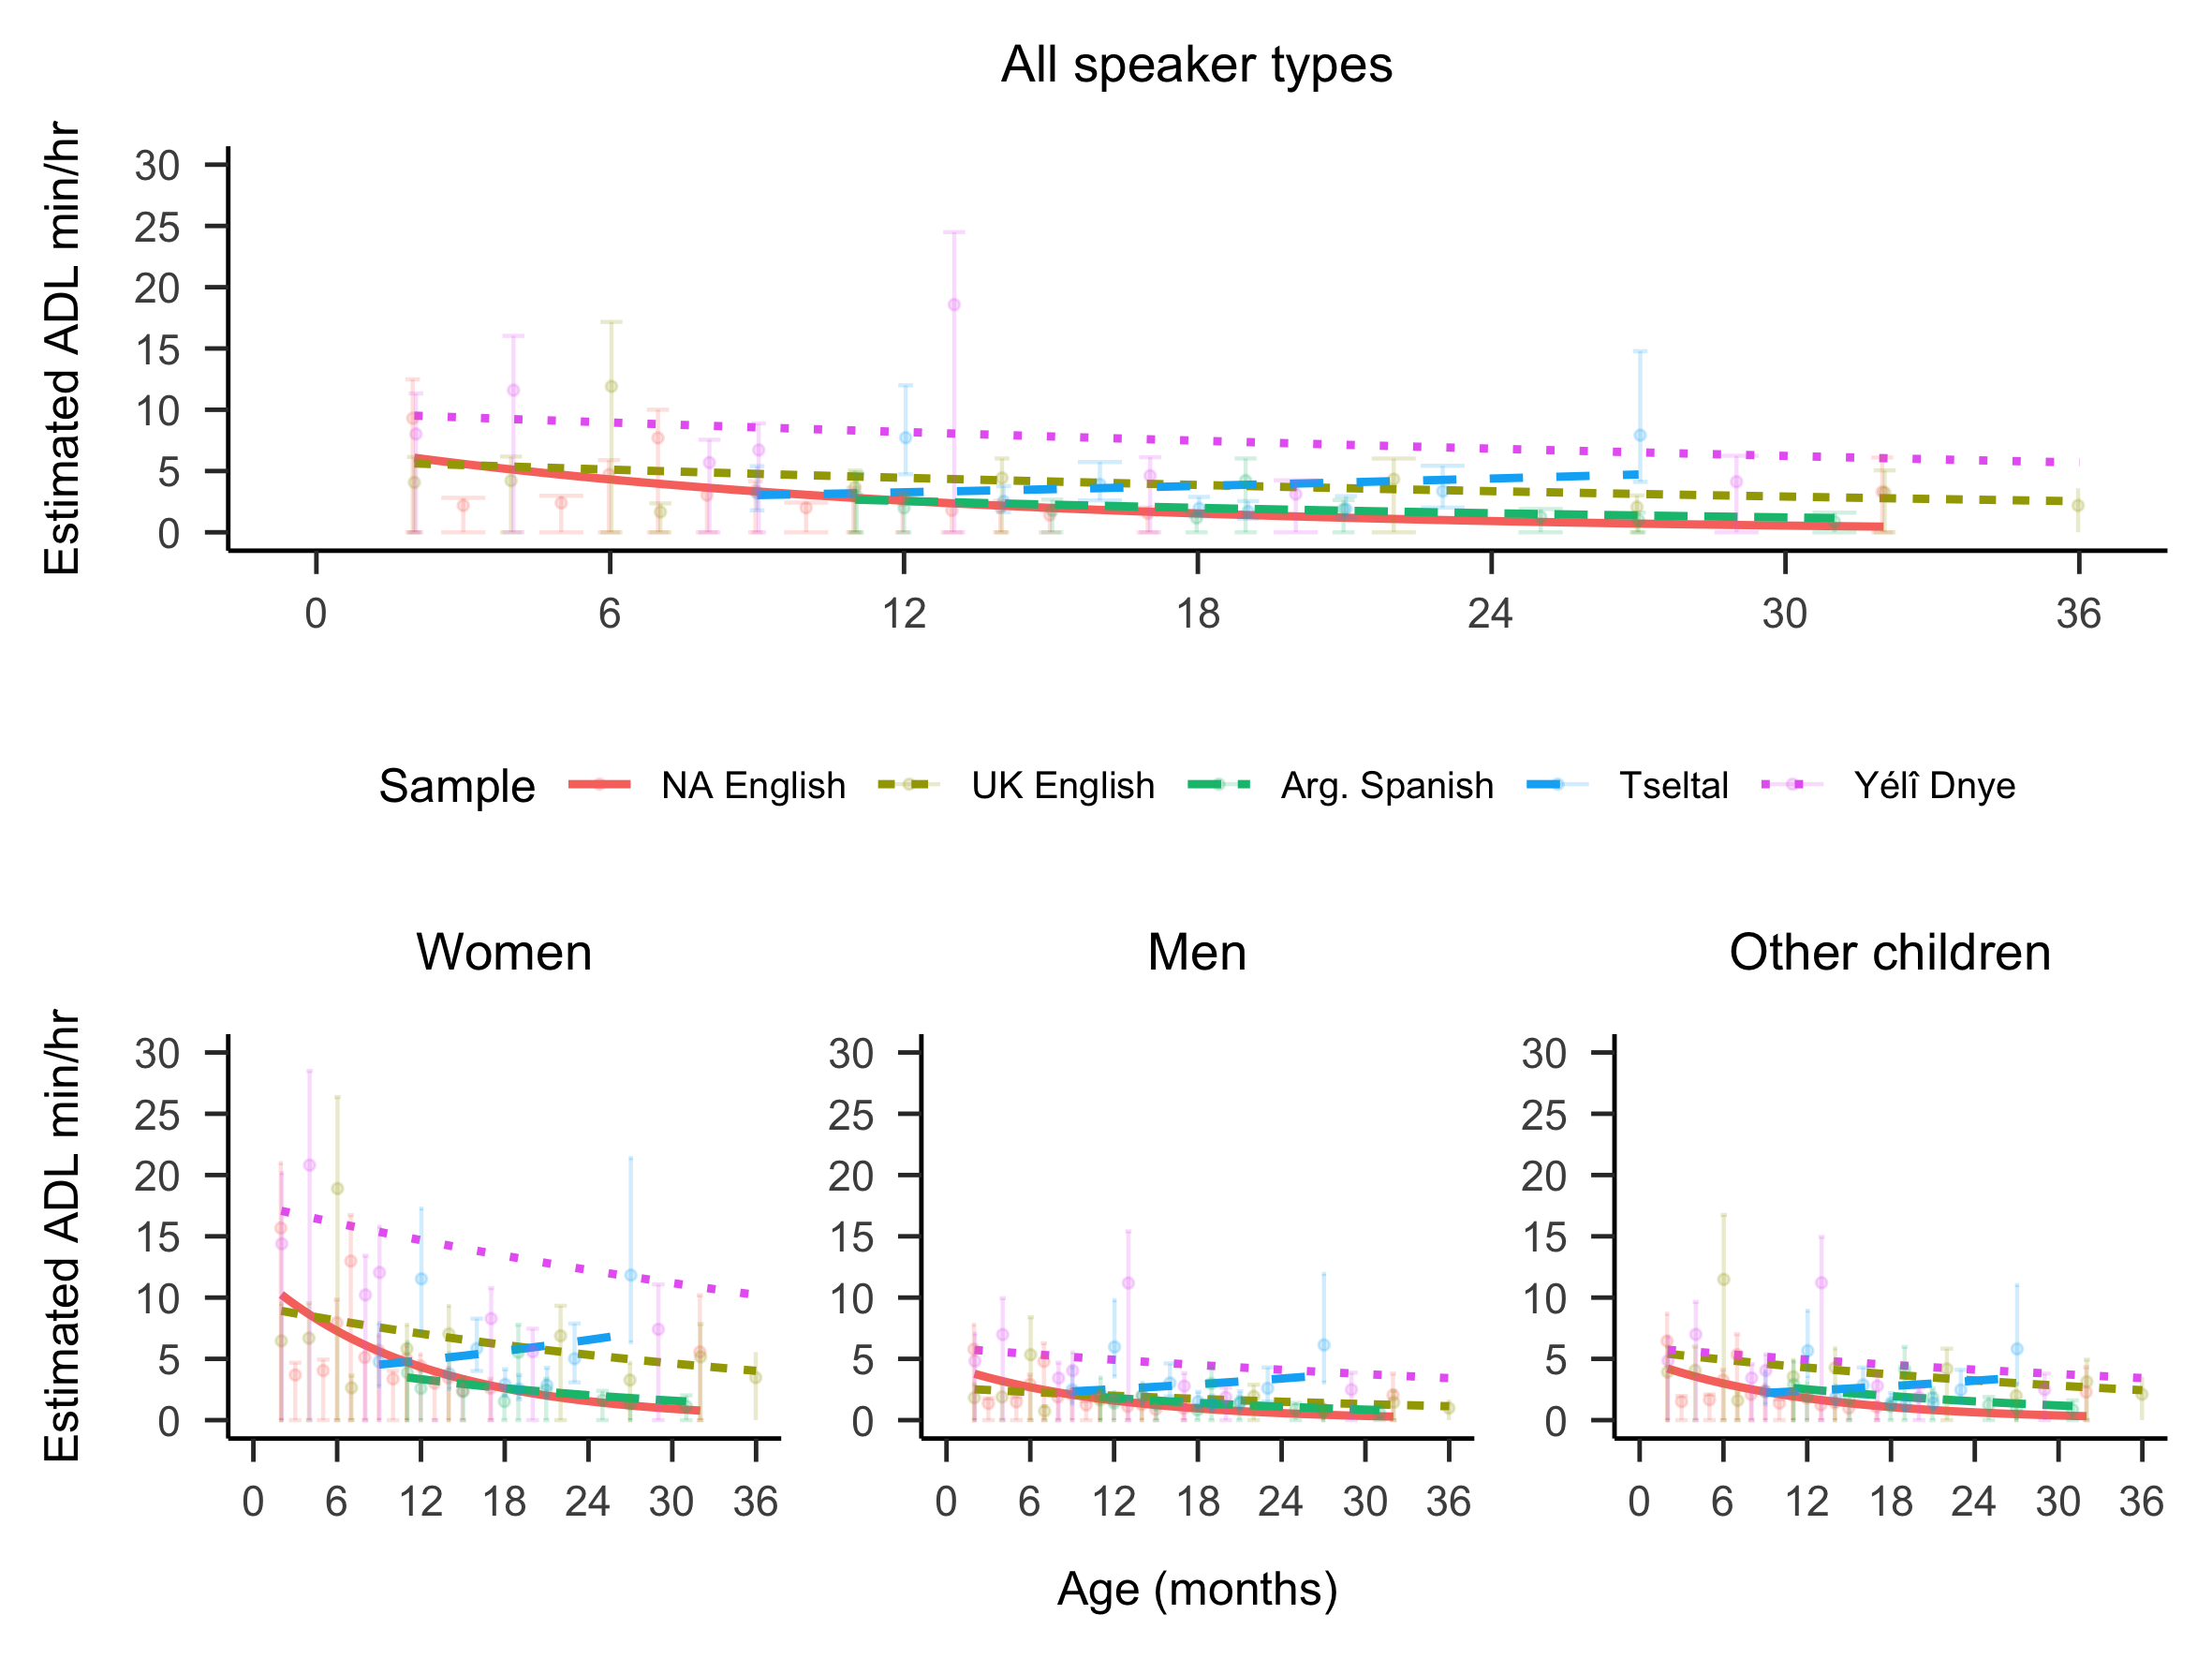 All speaker types
Estimated ADL min/hr
30
25
20
15
10
5
0
0 6 12 18 24 30 36
Sample NA English UK English Arg. Spanish Tseltal Yélî Dnye
Women Men Other children
Estimated ADL min/hr
30 30 30
25 25 25
20 20 20
15 15 15
10 10 10
5 5 5
0 0 0
0 6 12 18 24 30 36 0 6 12 18 24 30 36 0 6 12 18 24 30 36
Age (months)